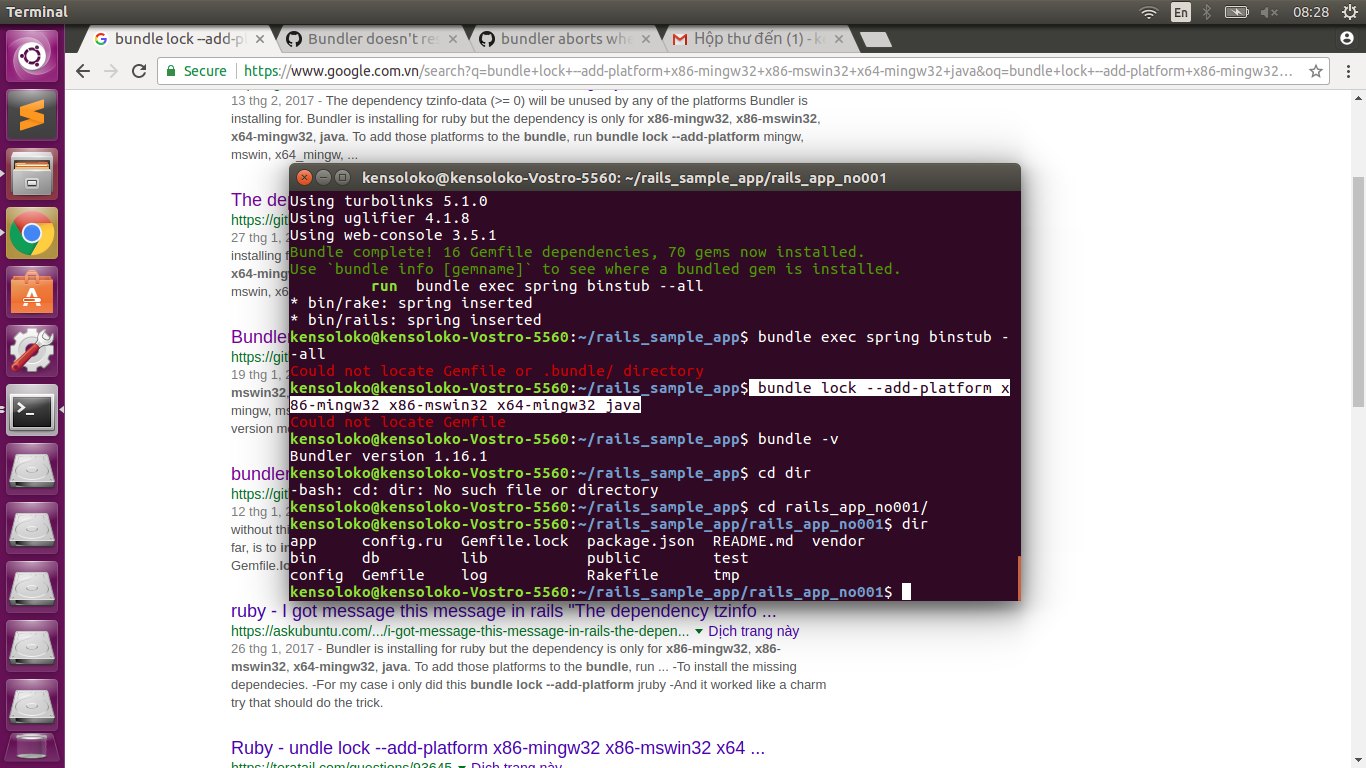 Terminal
En
08:28
bundle lock --add-pl
Bundler doesn't res
bundler aborts whe
Hộp thư đến (1) - ke
Secure
https://www.google.com.vn/search?q=bundle+lock+--add-platform+x86-mingw32+x86-mswin32+x64-mingw32+java&oq=bundle+lock+--add-platform+x86-mingw32...
13 thg 2, 2017 - The dependency tzinfo-data (>= 0) will be unused by any of the platforms Bundler is
installing for. Bundler is installing for ruby but the dependency is only for x86-mingw32, x86-mswin32,
x64-mingw32, java. To add those platforms to the bundle, run bundle lock --add-platform mingw,
mswin, x64_mingw, ...
The de
https://git
27 thg 1, 2
installing f
x64-ming
mswin, x6
Bundle
https://git
19 thg 1, 2
mswin32,
mingw, ms
version me
bundler
https://git
12 thg 1, 2
without thi
far, is to in
Gemfile.lo
kensoloko@kensoloko-Vostro-5560: ~/rails_sample_app/rails_app_no001
Using turbolinks 5.1.0
Using uglifier 4.1.8
Using web-console 3.5.1
Bundle complete! 16 Gemfile dependencies, 70 gems now installed.
Use `bundle info [gemname]` to see where a bundled gem is installed.
run bundle exec spring binstub --all
* bin/rake: spring inserted
* bin/rails: spring inserted
kensoloko@kensoloko-Vostro-5560:~/rails_sample_app$ bundle exec spring binstub -
-all
Could not locate Gemfile or .bundle/ directory
kensoloko@kensoloko-Vostro-5560:~/rails_sample_app$ bundle lock --add-platform x
86-mingw32 x86-mswin32 x64-mingw32 java
Could not locate Gemfile
kensoloko@kensoloko-Vostro-5560:~/rails_sample_app$ bundle -v
Bundler version 1.16.1
kensoloko@kensoloko-Vostro-5560:~/rails_sample_app$ cd dir
-bash: cd: dir: No such file or directory
kensoloko@kensoloko-Vostro-5560:~/rails_sample_app$ cd rails_app_no001/
kensoloko@kensoloko-Vostro-5560:~/rails_sample_app/rails_app_no001$ dir
app config.ru Gemfile.lock package.json README.md vendor
bin db lib public test
config Gemfile log Rakefile tmp
kensoloko@kensoloko-Vostro-5560:~/rails_sample_app/rails_app_no001$
ruby - I got message this message in rails "The dependency tzinfo ...
https://askubuntu.com/.../i-got-message-this-message-in-rails-the-depen... Dịch trang này
26 thg 1, 2017 - Bundler is installing for ruby but the dependency is only for x86-mingw32, x86-
mswin32, x64-mingw32, java. To add those platforms to the bundle, run ... -To install the missing
dependecies. -For my case i only did this bundle lock --add-platform jruby -And it worked like a charm
try that should do the trick.
Ruby - undle lock --add-platform x86-mingw32 x86-mswin32 x64 ...
https://teratail.com/questions/93645 Dịch trang này